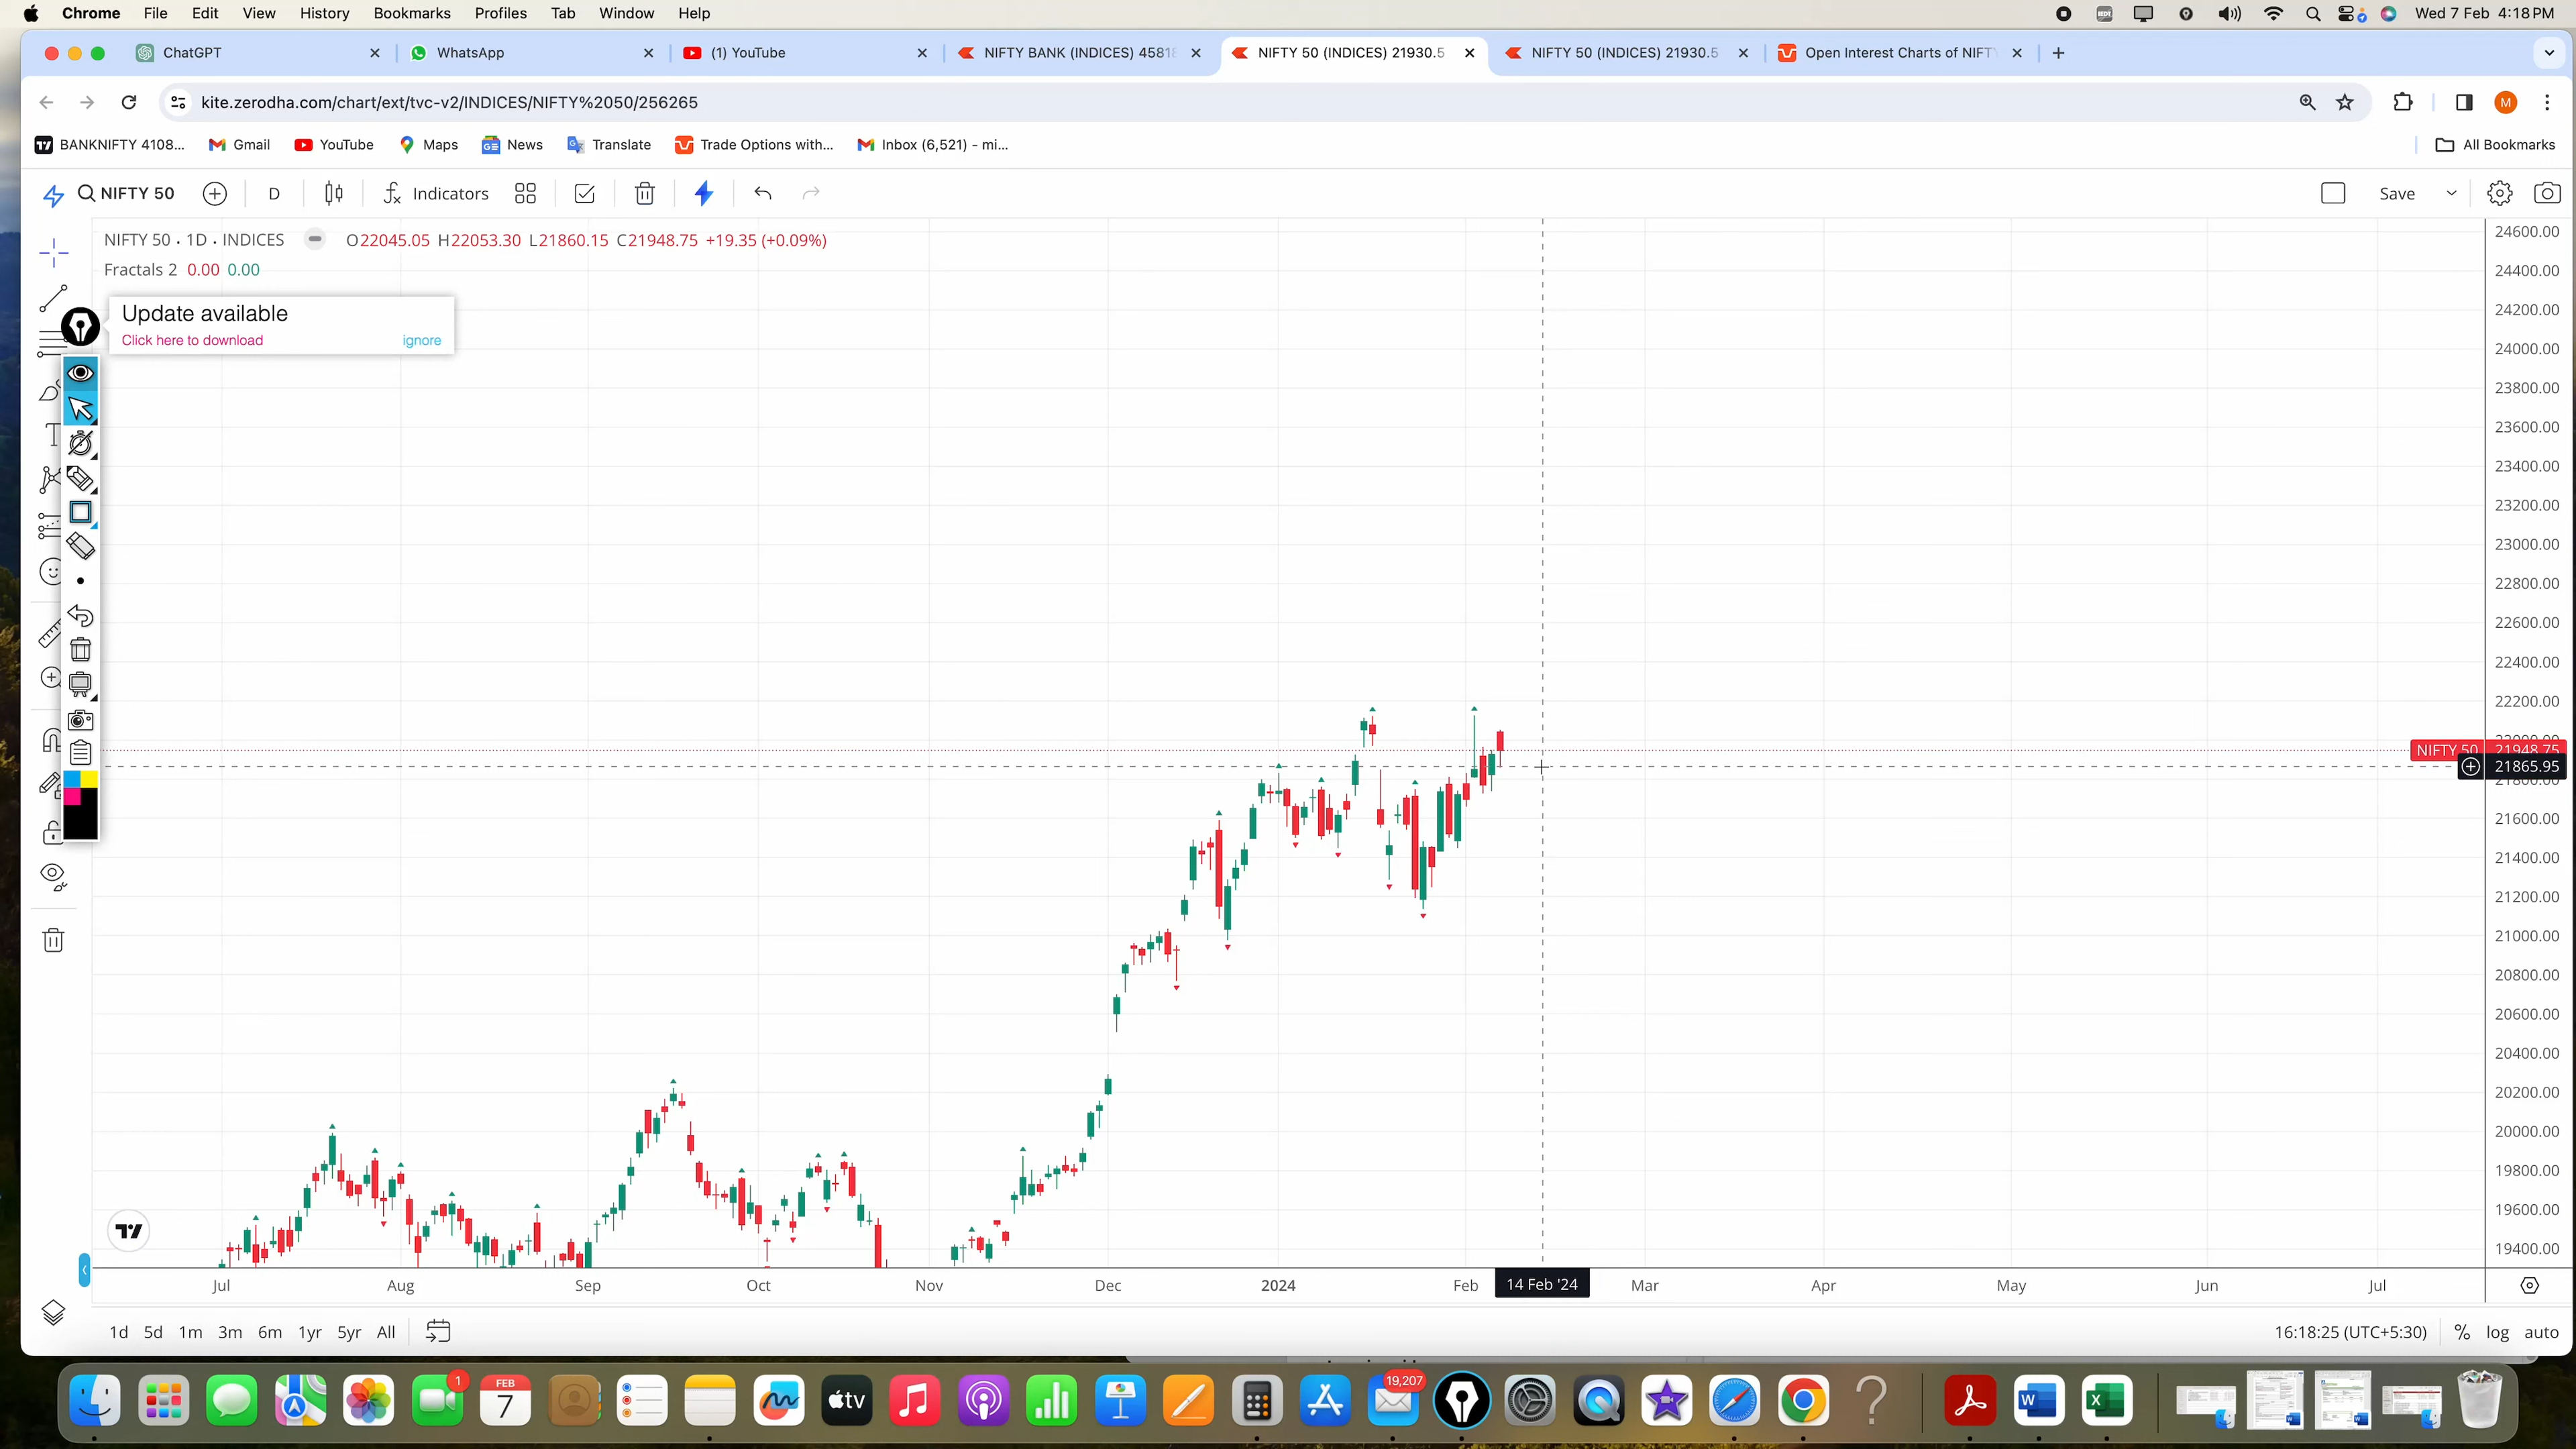 Chrome File Edit View History Bookmarks Profiles Tab Window Help Wed 7 Feb 4:18 PM
ChatGPT WhatsApp (1) YouTube NIFTY BANK (INDICES) 45818 NIFTY 50 (INDICES) 21930.5 NIFTY 50 (INDICES) 21930.5 Open Interest Charts of NIFT
kite.zerodha.com/chart/ext/tvc-v2/INDICES/NIFTY%2050/256265 M
BANKNIFTY 4108... Gmail YouTube Maps News Translate Trade Options with... Inbox (6,521) - mi... All Bookmarks
NIFTY 50 D Indicators Save
NIFTY 50 · 1D · INDICES O22045.05 H22053.30 L21860.15 C21948.75 +19.35 (+0.09%)
Fractals 2 0.00 0.00
Update available
Click here to download ignore
24600.00
24400.00
24200.00
24000.00
23800.00
23600.00
23400.00
23200.00
23000.00
22800.00
22600.00
22400.00
22200.00
NIFTY 50 21948.75
21865.95
21600.00
21400.00
21200.00
21000.00
20800.00
20600.00
20400.00
20200.00
20000.00
19800.00
19600.00
19400.00
Jul Aug Sep Oct Nov Dec 2024 Feb 14 Feb '24 Mar Apr May Jun Jul
1d 5d 1m 3m 6m 1yr 5yr All 16:18:25 (UTC+5:30) % log auto
1 FEB 7 tv 19,207